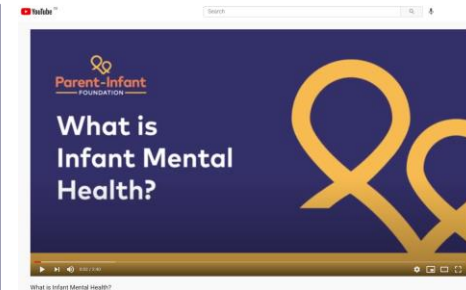 YouTube
Search
Parent-Infant
FOUNDATION
What is
Infant Mental
Health?
What is Infant Mental Health?